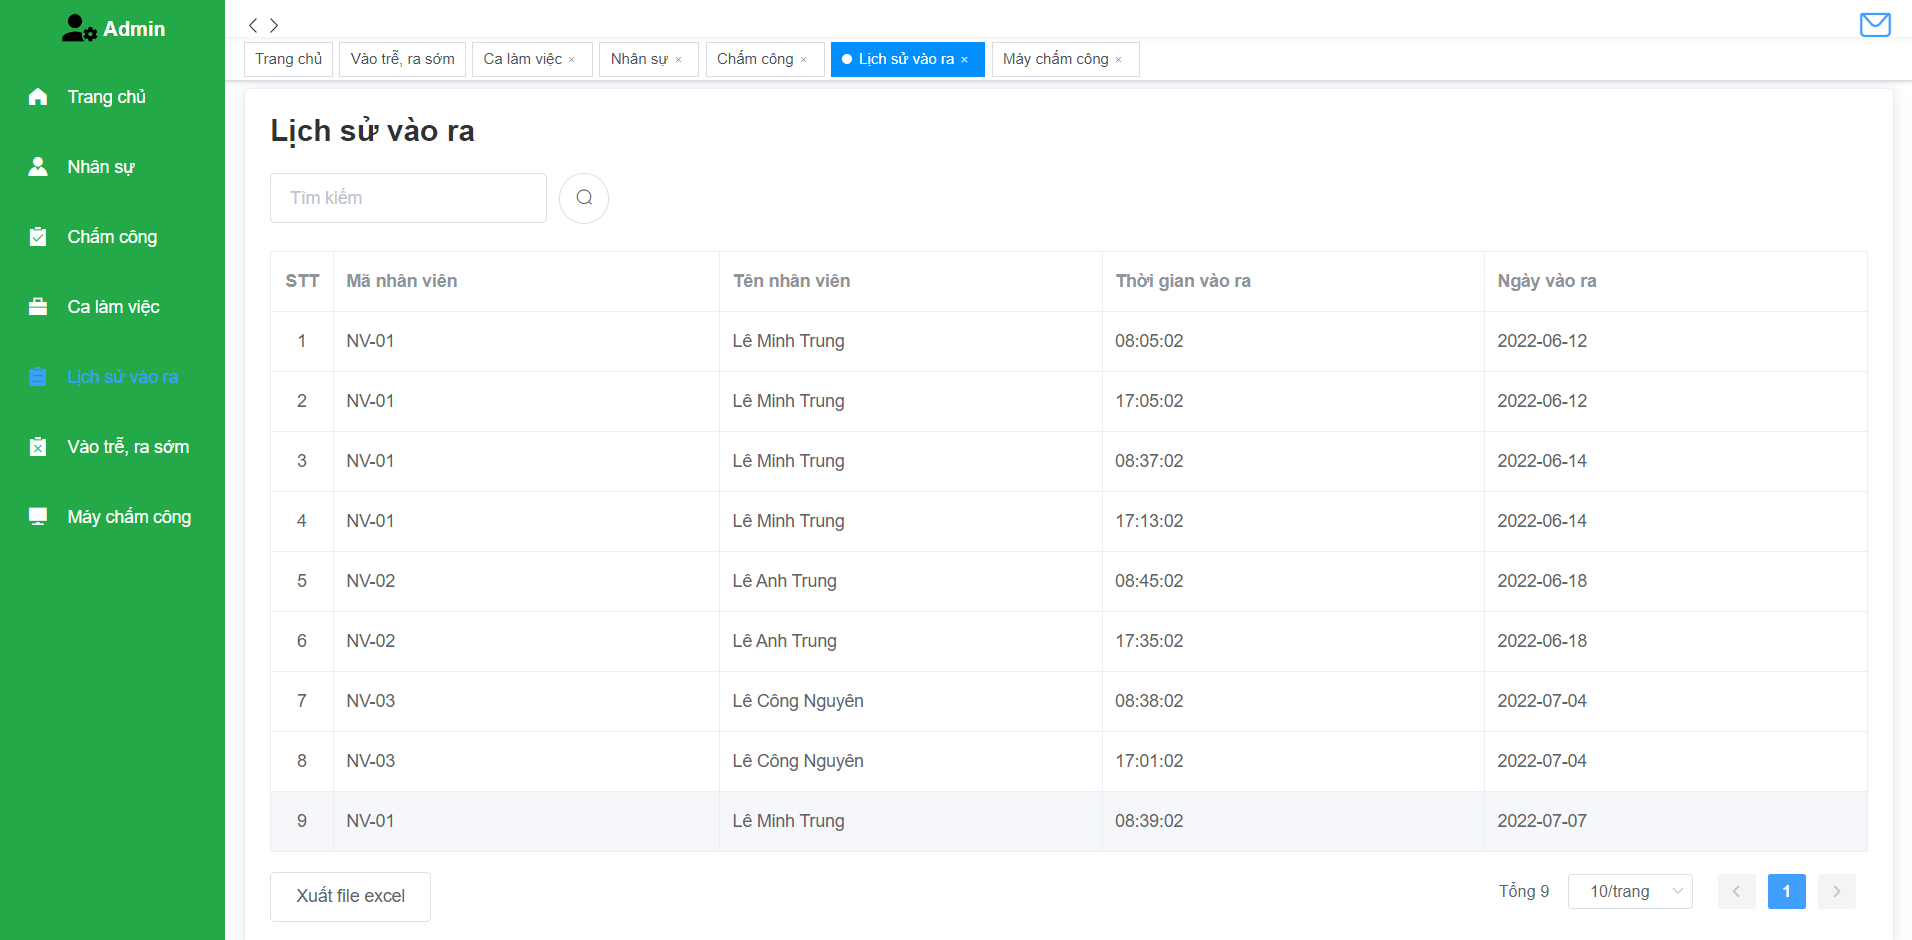 Admin
Trang chủ
Nhân sự
Chấm công
Ca làm việc
Lịch sử vào ra
Vào trễ, ra sớm
Máy chấm công
Trang chủ Vào trễ, ra sớm Ca làm việc × Nhân sự × Chấm công × Lịch sử vào ra × Máy chấm công ×
Lịch sử vào ra
Tìm kiếm
STT Mã nhân viên Tên nhân viên Thời gian vào ra Ngày vào ra
1 NV-01 Lê Minh Trung 08:05:02 2022-06-12
2 NV-01 Lê Minh Trung 17:05:02 2022-06-12
3 NV-01 Lê Minh Trung 08:37:02 2022-06-14
4 NV-01 Lê Minh Trung 17:13:02 2022-06-14
5 NV-02 Lê Anh Trung 08:45:02 2022-06-18
6 NV-02 Lê Anh Trung 17:35:02 2022-06-18
7 NV-03 Lê Công Nguyên 08:38:02 2022-07-04
8 NV-03 Lê Công Nguyên 17:01:02 2022-07-04
9 NV-01 Lê Minh Trung 08:39:02 2022-07-07
Xuất file excel Tổng 9 10/trang 1